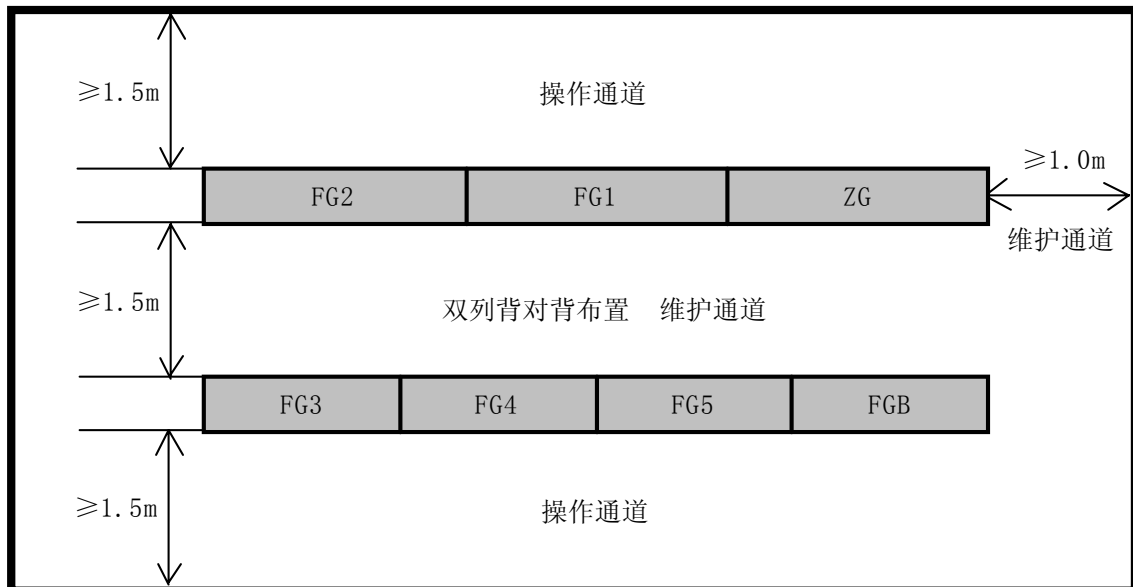 ≥1.5m
操作通道
≥1.0m
FG2 FG1 ZG
维护通道
≥1.5m
双列背对背布置 维护通道
FG3 FG4 FG5 FGB
≥1.5m
操作通道